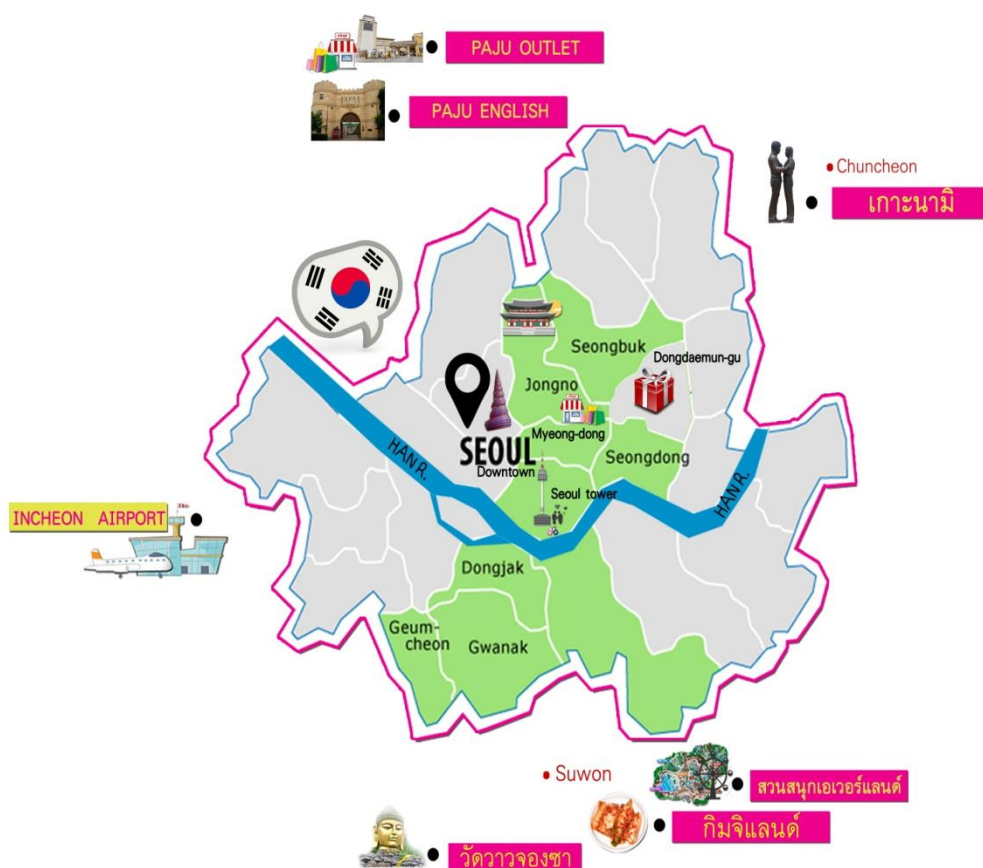 PAJU OUTLET
PAJU ENGLISH
• Chuncheon
เกาะนามิ
Seongbuk
Dongdaemun-gu
Jongno
Myeong-dong
SEOUL
Downtown
Seongdong
HAN R.
HAN R.
Seoul tower
INCHEON AIRPORT
Dongjak
Geum-
cheon
Gwanak
• Suwon
สวนสนุกเอเวอร์แลนด์
กิมจิแลนด์
วัดวาวจองซา